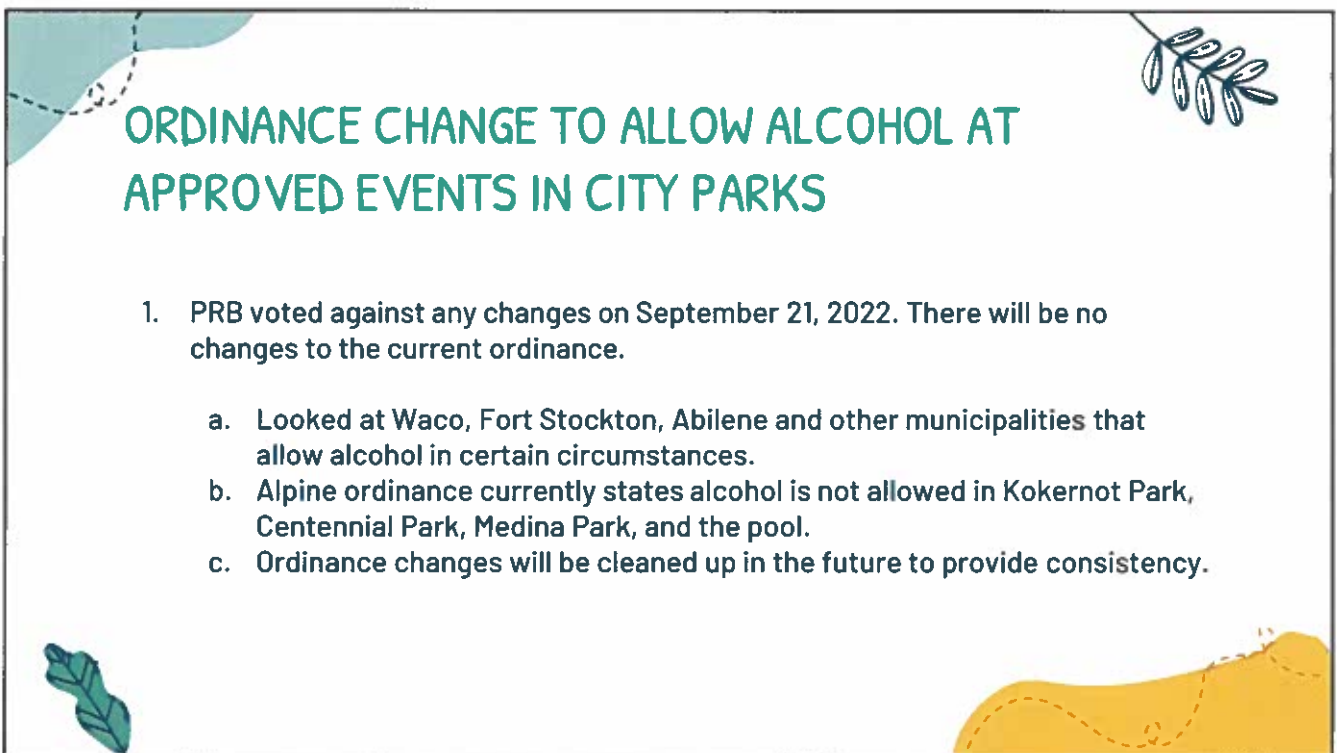 ORDINANCE CHANGE TO ALLOW ALCOHOL AT
APPROVED EVENTS IN CITY PARKS
1. PRB voted against any changes on September 21, 2022. There will be no
changes to the current ordinance.
a. Looked at Waco, Fort Stockton, Abilene and other municipalities that
allow alcohol in certain circumstances.
b. Alpine ordinance currently states alcohol is not allowed in Kokernot Park,
Centennial Park, Medina Park, and the pool.
c. Ordinance changes will be cleaned up in the future to provide consistency.